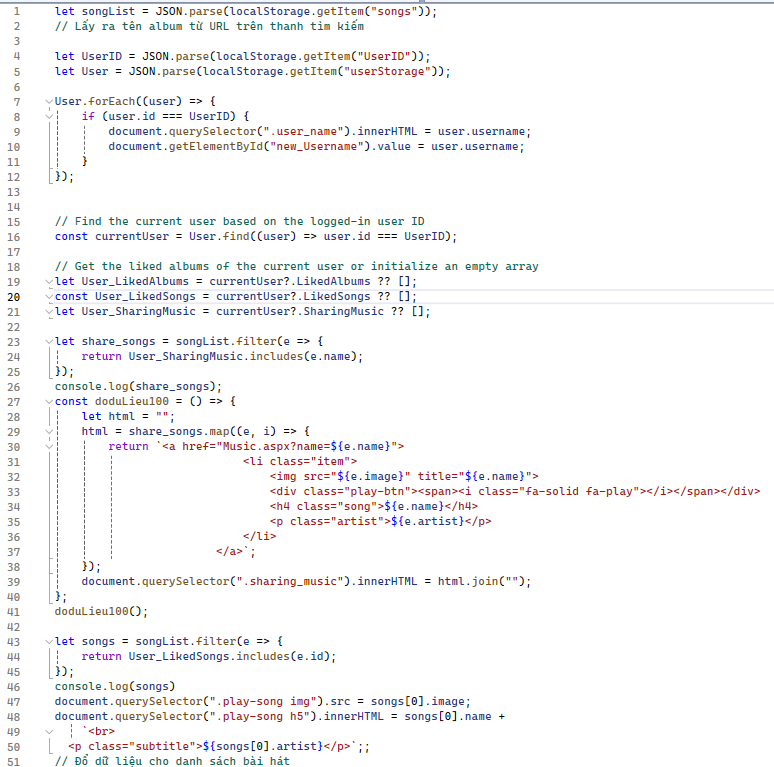 1 let songList = JSON.parse(localStorage.getItem("songs"));
2 // Lấy ra tên album từ URL trên thanh tìm kiếm
3
4 let UserID = JSON.parse(localStorage.getItem("UserID"));
5 let User = JSON.parse(localStorage.getItem("userStorage"));
6
7 User.forEach((user) => {
8 if (user.id === UserID) {
9 document.querySelector(".user_name").innerHTML = user.username;
10 document.getElementById("new_Username").value = user.username;
11 }
12 });
13
14
15 // Find the current user based on the logged-in user ID
16 const currentUser = User.find((user) => user.id === UserID);
17
18 // Get the liked albums of the current user or initialize an empty array
19 let User_LikedAlbums = currentUser?.LikedAlbums ?? [];
20 const User_LikedSongs = currentUser?.LikedSongs ?? [];
21 let User_SharingMusic = currentUser?.SharingMusic ?? [];
22
23 let share_songs = songList.filter(e => {
24 return User_SharingMusic.includes(e.name);
25 });
26 console.log(share_songs);
27 const doduLieu100 = () => {
28 let html = "";
29 html = share_songs.map((e, i) => {
30 return `<a href="Music.aspx?name=${e.name}">
31 <li class="item">
32 <img src="${e.image}" title="${e.name}">
33 <div class="play-btn"><span><i class="fa-solid fa-play"></i></span></div>
34 <h4 class="song">${e.name}</h4>
35 <p class="artist">${e.artist}</p>
36 </li>
37 </a>`;
38 });
39 document.querySelector(".sharing_music").innerHTML = html.join("");
40 };
41 doduLieu100();
42
43 let songs = songList.filter(e => {
44 return User_LikedSongs.includes(e.id);
45 });
46 console.log(songs)
47 document.querySelector(".play-song img").src = songs[0].image;
48 document.querySelector(".play-song h5").innerHTML = songs[0].name +
49 `<br>
50 <p class="subtitle">${songs[0].artist}</p>`;;
51 // Đổ dữ liệu cho danh sách bài hát